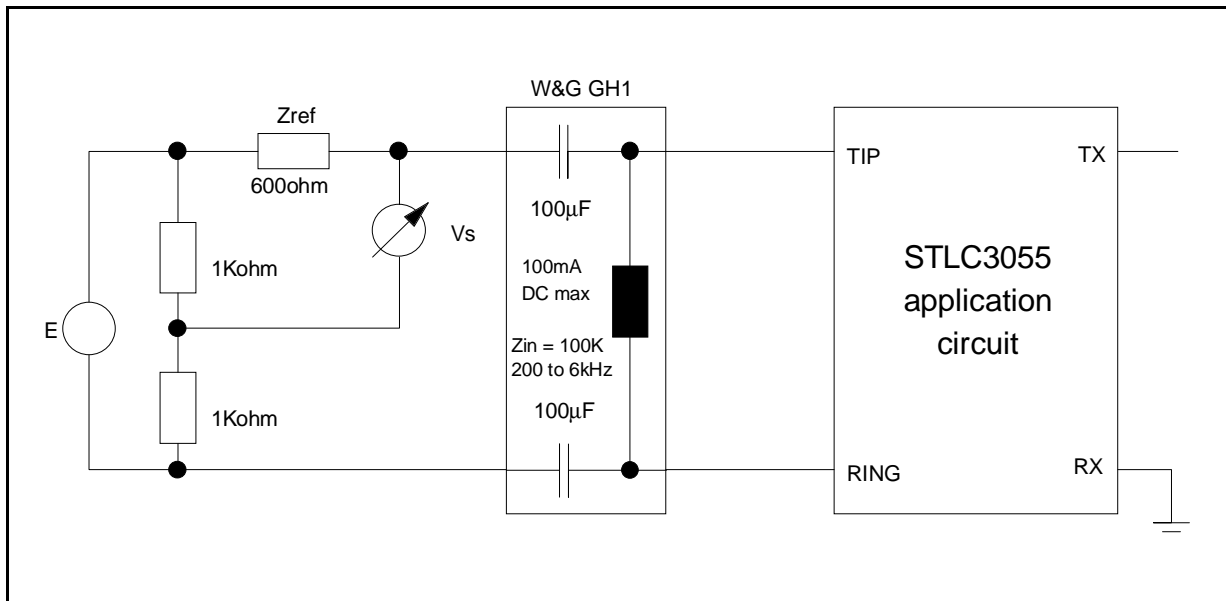 W&G GH1
Zref
600ohm
TIP
TX
100μF
1Kohm
Vs
100mA
DC max
STLC3055
application
circuit
E
Zin = 100K
200 to 6kHz
1Kohm
100μF
RING
RX